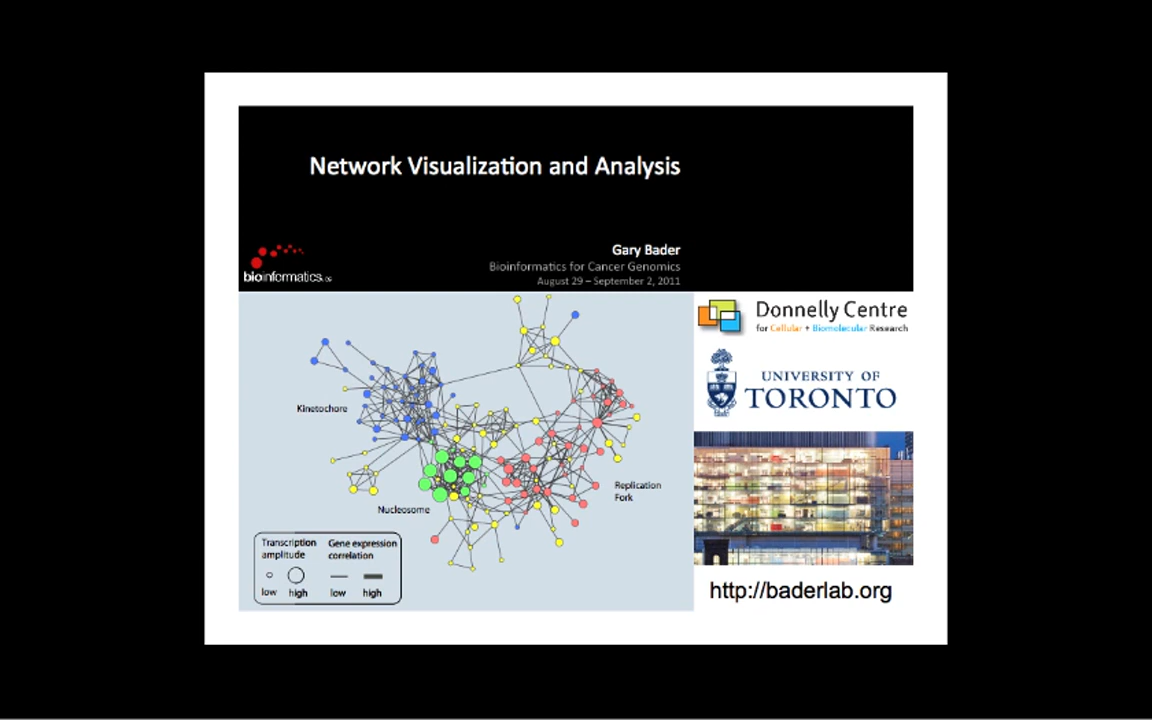 Network Visualization and Analysis
Gary Bader
Bioinformatics for Cancer Genomics
August 29 – September 2, 2011
bioinformatics.ca
Donnelly Centre
for Cellular + Biomolecular Research
UNIVERSITY OF
TORONTO
Kinetochore
Nucleosome
Replication
Fork
Transcription
amplitude
low high
Gene expression
correlation
low high
http://baderlab.org